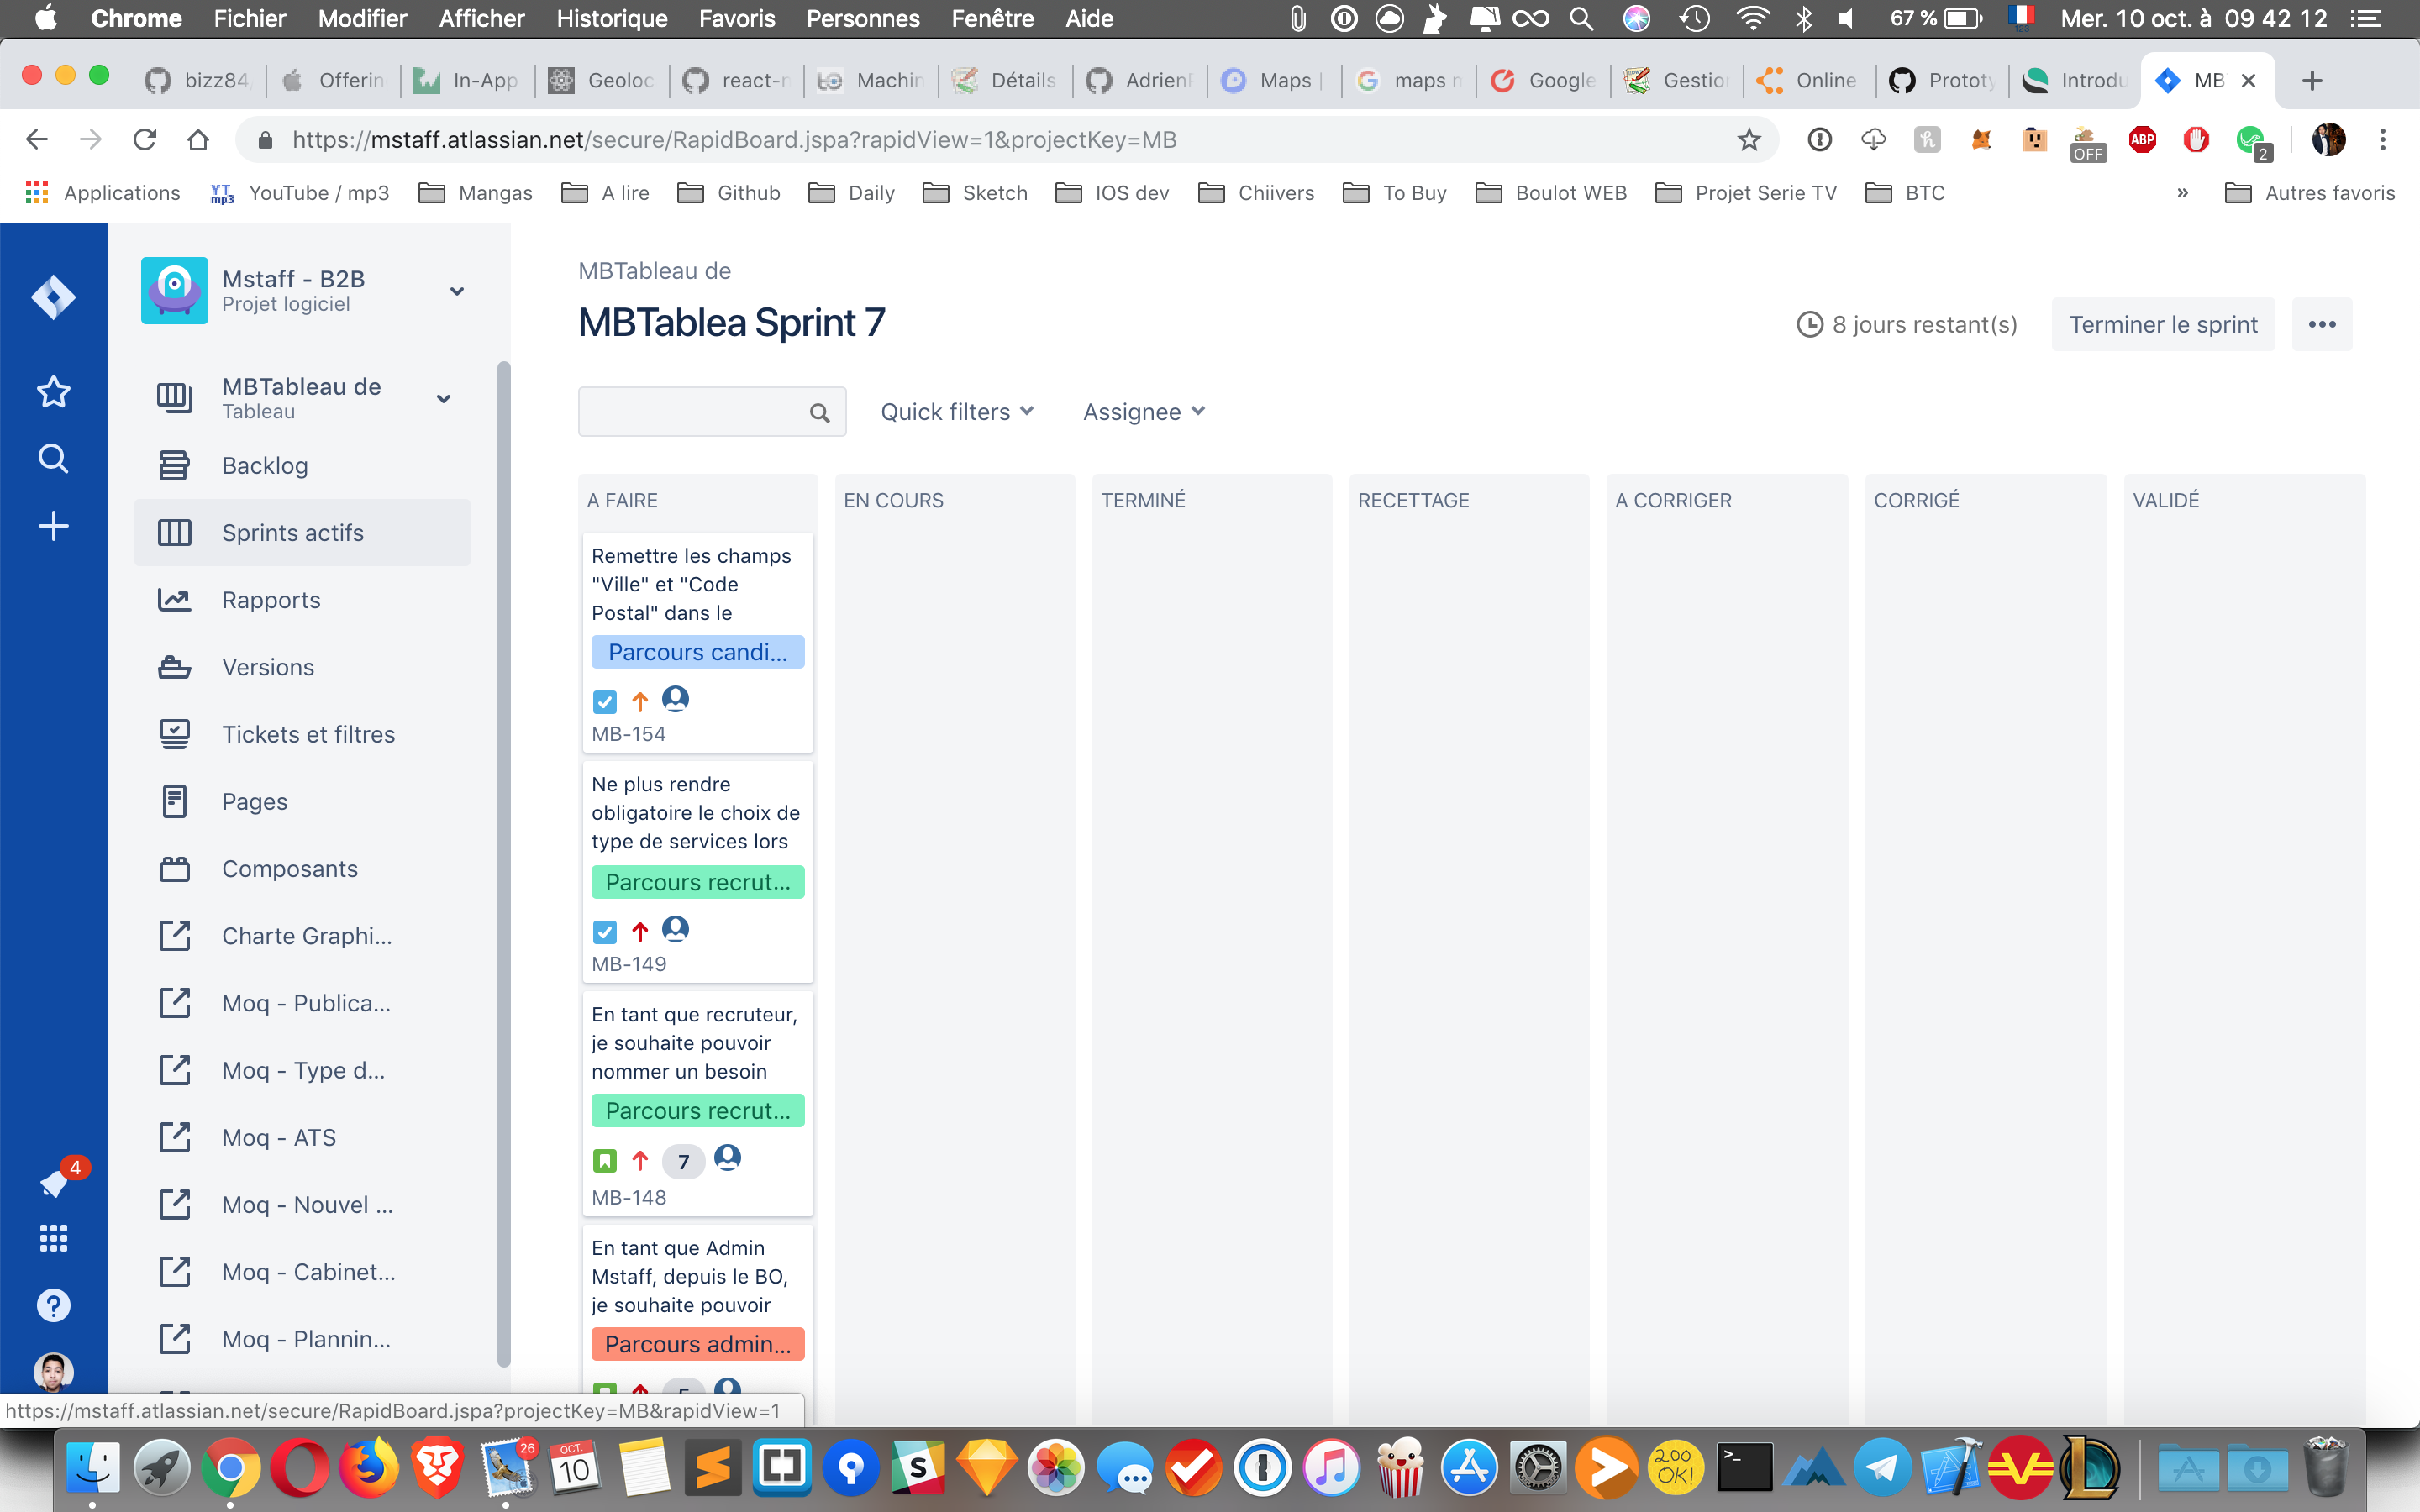 Chrome Fichier Modifier Afficher Historique Favoris Personnes Fenêtre Aide 67 % Mer. 10 oct. à 09 42 12
bizz84, Offerin In-App Geoloc react-n Machin Détails AdrienF Maps | maps m Google Gestion Online Prototy Introdu MB
https://mstaff.atlassian.net/secure/RapidBoard.jspa?rapidView=1&projectKey=MB ABP OFF 2
Applications YT mp3 YouTube / mp3 Mangas A lire Github Daily Sketch IOS dev Chiivers To Buy Boulot WEB Projet Serie TV BTC » Autres favoris
Mstaff - B2B
Projet logiciel
MBTableau de
Tableau
Backlog
Sprints actifs
Rapports
Versions
Tickets et filtres
Pages
Composants
Charte Graphi...
Moq - Publica...
Moq - Type d...
Moq - ATS
Moq - Nouvel ...
Moq - Cabinet...
Moq - Plannin...
4
MBTableau de
MBTablea Sprint 7
8 jours restant(s) Terminer le sprint
Quick filters Assignee
A FAIRE EN COURS TERMINÉ RECETTAGE A CORRIGER CORRIGÉ VALIDÉ
Remettre les champs
"Ville" et "Code
Postal" dans le
Parcours candi...
MB-154
Ne plus rendre
obligatoire le choix de
type de services lors
Parcours recrut...
MB-149
En tant que recruteur,
je souhaite pouvoir
nommer un besoin
Parcours recrut...
7
MB-148
En tant que Admin
Mstaff, depuis le BO,
je souhaite pouvoir
Parcours admin...
https://mstaff.atlassian.net/secure/RapidBoard.jspa?projectKey=MB&rapidView=1
26 OCT. 10 200 OK!